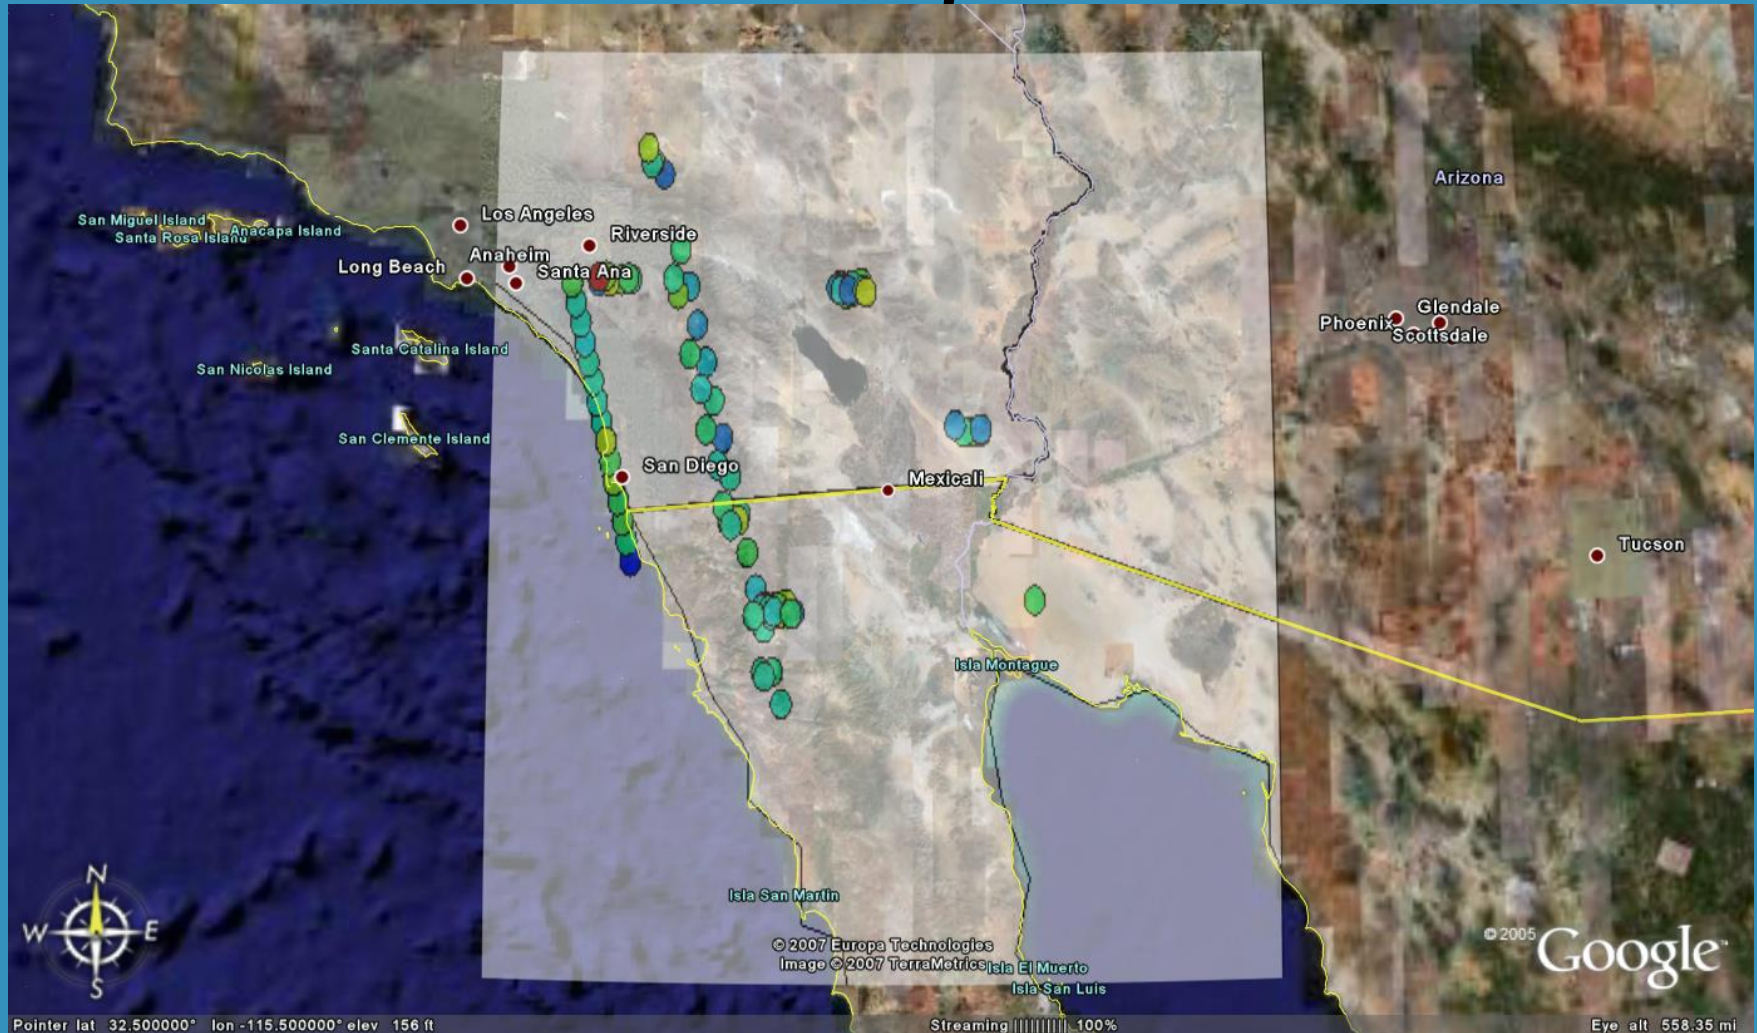 Arizona
San Miguel Island
Santa Rosa Island
Anacapa Island
Los Angeles
Riverside
Anaheim
Long Beach
Santa Ana
Santa Catalina Island
San Nicolas Island
San Clemente Island
Glendale
Phoenix
Scottsdale
San Diego
Mexicali
Tucson
Isla Montague
Isla San Martin
N
W
E
S
© 2007 Europa Technologies
Image © 2007 TerraMetrics
Isla El Muerto
Isla San Luis
© 2005 Google™
Pointer lat 32.500000° lon -115.500000° elev 156 ft
Streaming |||||||||| 100%
Eye alt 558.35 mi